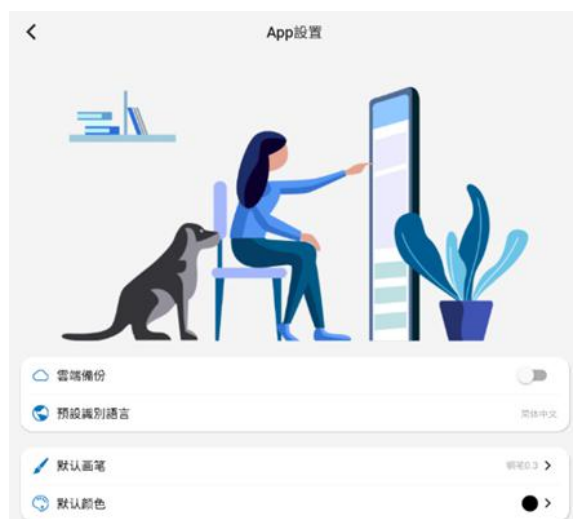 App設置
雲端備份
預設識別語言 简体中文
默认画笔 钢笔0.3
默认颜色